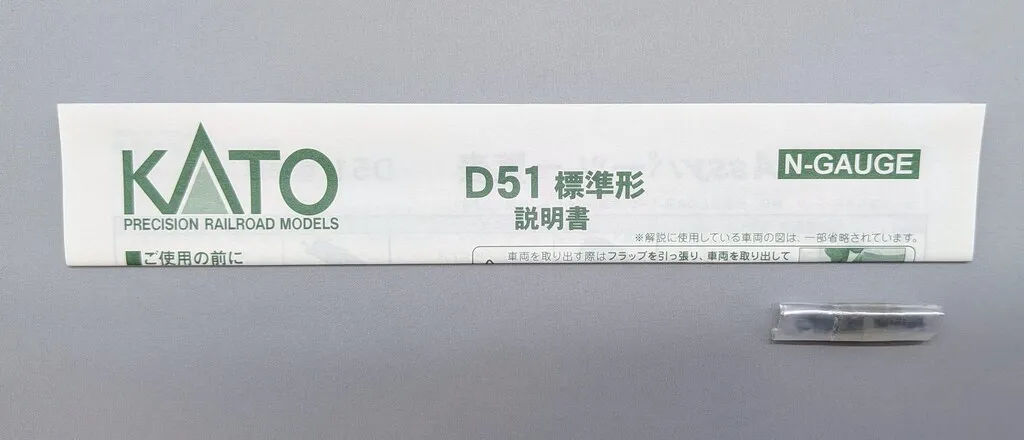 KATO
PRECISION RAILROAD MODELS
D51 標準形
説明書
N-GAUGE
※解説に使用している車両の図は、一部省略されています。
■ご使用の前に
車両を取り出す際はフラップを引っ張り、車両を取り出して